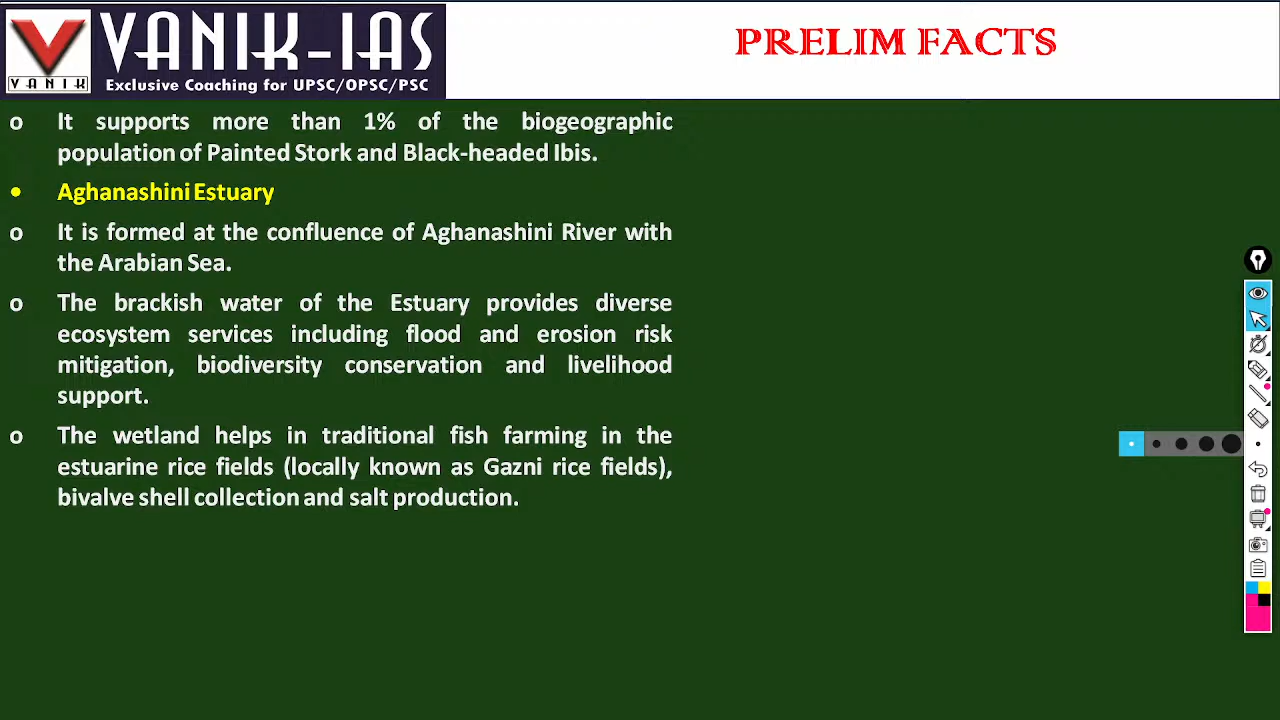 VANIK-IAS
VANIK
Exclusive Coaching for UPSC/OPSC/PSC
PRELIM FACTS
o It supports more than 1% of the biogeographic
population of Painted Stork and Black-headed Ibis.
• Aghanashini Estuary
o It is formed at the confluence of Aghanashini River with
the Arabian Sea.
o The brackish water of the Estuary provides diverse
ecosystem services including flood and erosion risk
mitigation, biodiversity conservation and livelihood
support.
o The wetland helps in traditional fish farming in the
estuarine rice fields (locally known as Gazni rice fields),
bivalve shell collection and salt production.